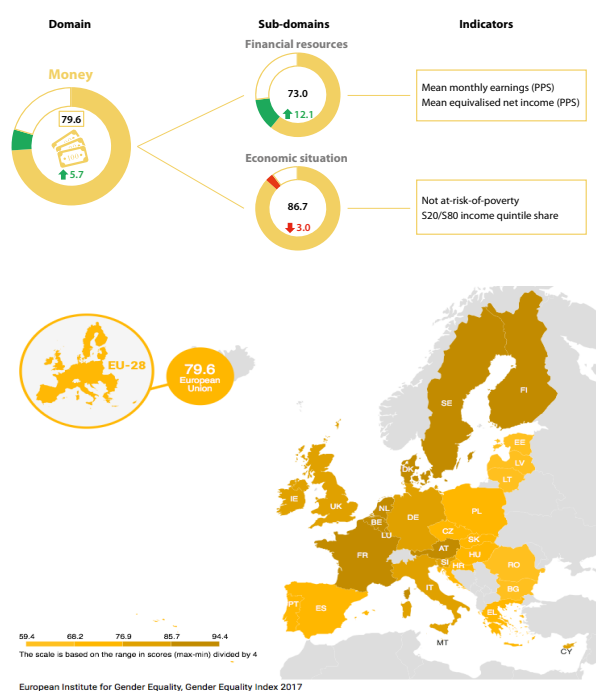 Domain
Sub-domains
Indicators
Financial resources
Money
79.6
5.7
73.0
12.1
Mean monthly earnings (PPS)
Mean equivalised net income (PPS)
Economic situation
86.7
3.0
Not at-risk-of-poverty
S20/S80 income quintile share
EU-28
79.6
European
Union
SE
FI
EE
LV
LT
DK
IE
UK
NL
BE
LU
DE
PL
CZ
SK
FR
AT
HU
SI
HR
RO
BG
IT
PT
ES
EL
MT
CY
59.4 68.2 76.9 85.7 94.4
The scale is based on the range in scores (max-min) divided by 4
European Institute for Gender Equality, Gender Equality Index 2017